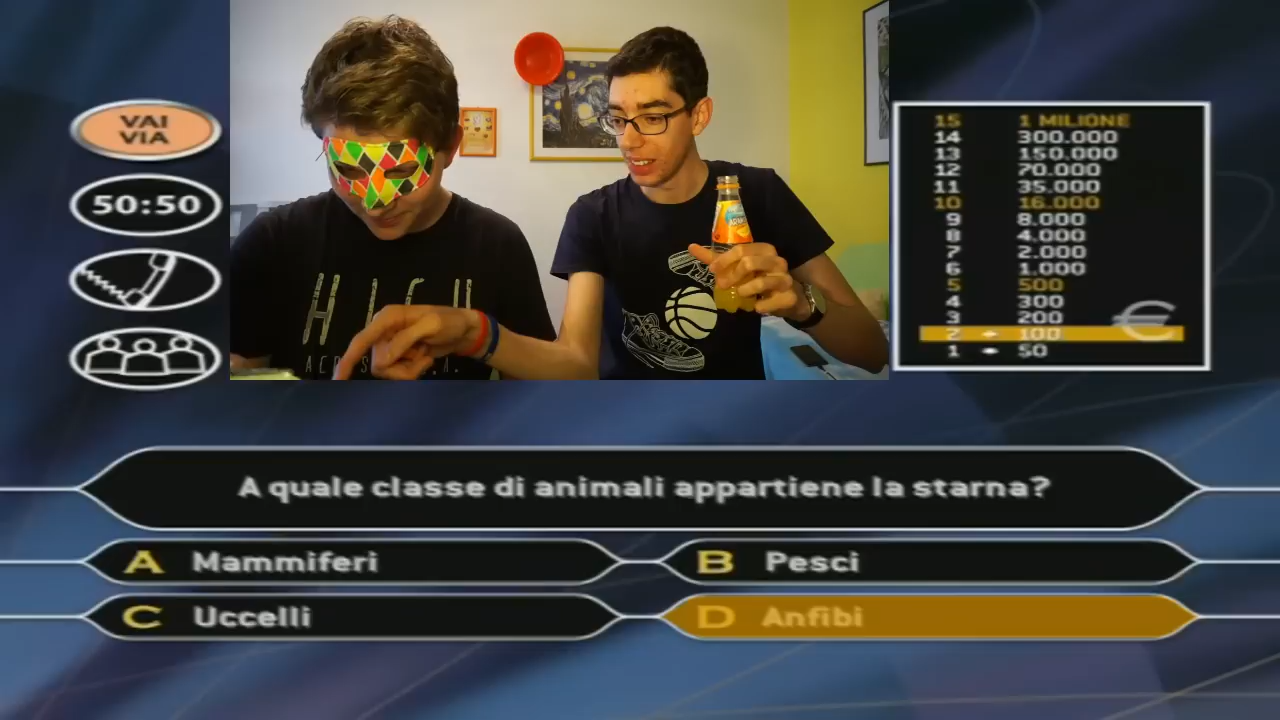 VAI
VIA
50:50
15 1 MILIONE
14 300.000
13 150.000
12 70.000
11 35.000
10 16.000
9 8.000
8 4.000
7 2.000
6 1.000
5 500
4 300
3 200
2 100
1 50
€
HIGH
A quale classe di animali appartiene la starna?
A Mammiferi
B Pesci
C Uccelli
D Anfibi